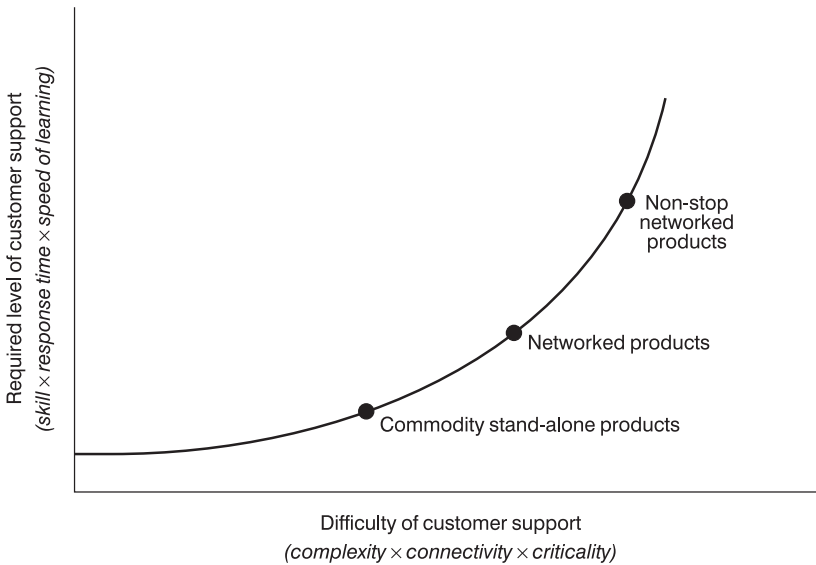 Required level of customer support
(skill × response time × speed of learning)
Non-stop
networked
products
Networked products
Commodity stand-alone products
Difficulty of customer support
(complexity × connectivity × criticality)